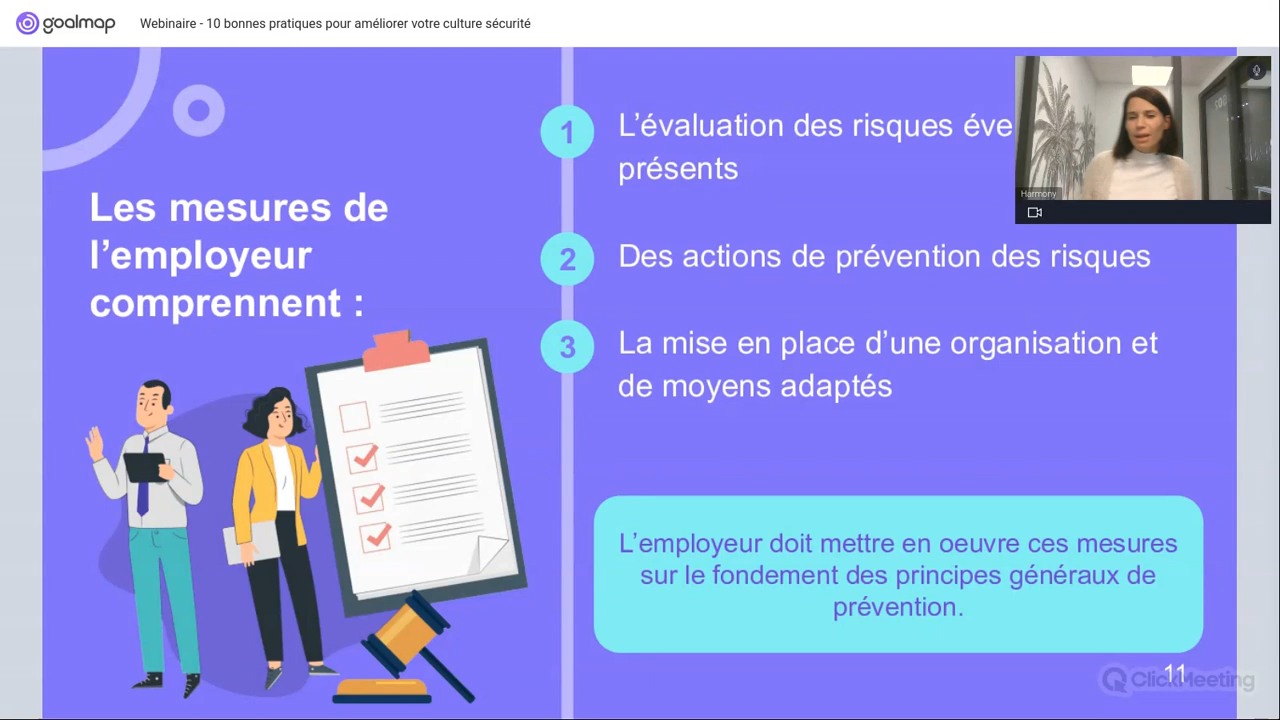 goalmap
Webinaire - 10 bonnes pratiques pour améliorer votre culture sécurité
Les mesures de
l’employeur
comprennent :
1
L’évaluation des risques éve
présents
2
Des actions de prévention des risques
3
La mise en place d’une organisation et
de moyens adaptés
L’employeur doit mettre en oeuvre ces mesures
sur le fondement des principes généraux de
prévention.
Harmony
11
ClickMeeting